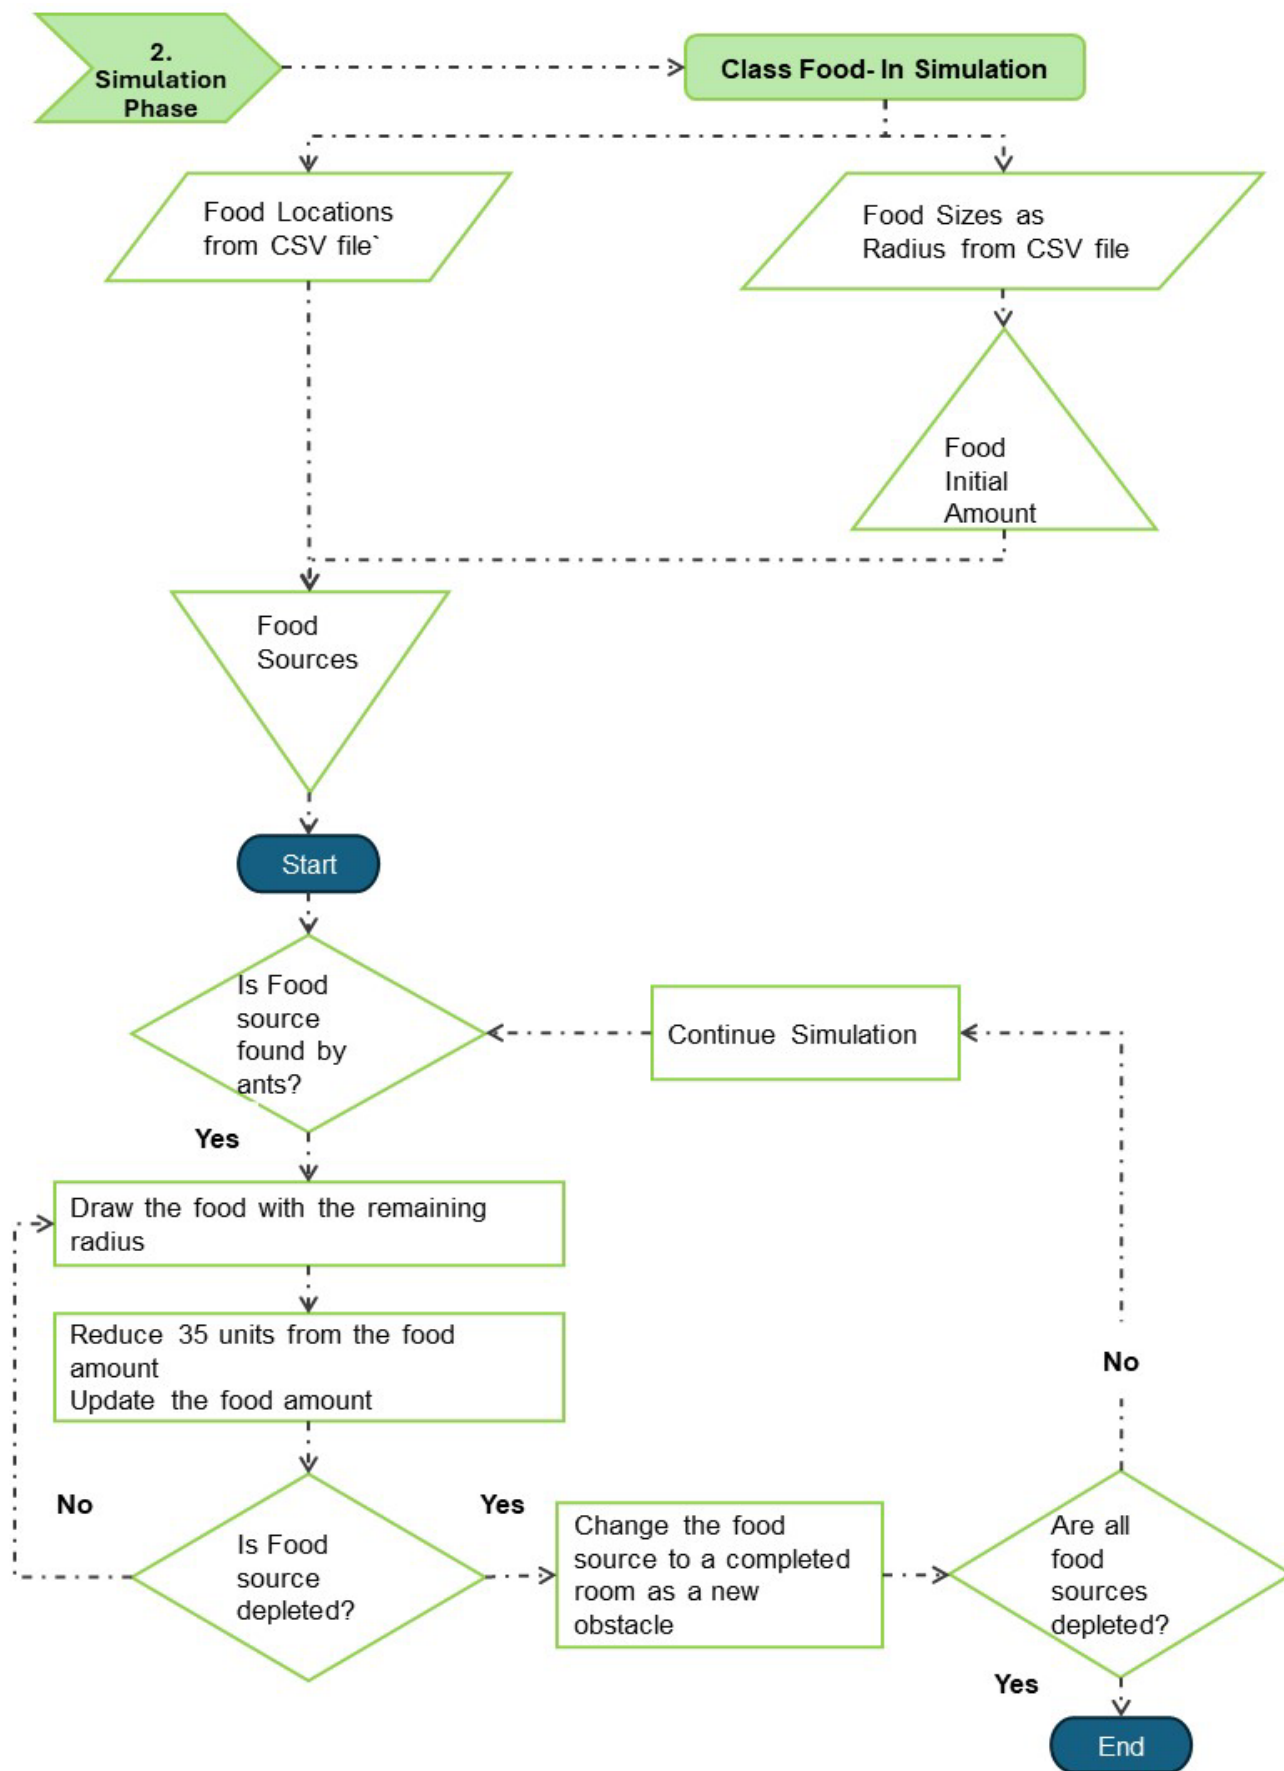 2.
Simulation
Phase
Class Food- In Simulation
Food Locations
from CSV file`
Food Sizes as
Radius from CSV file
Food
Initial
Amount
Food
Sources
Start
Is Food
source
found by
ants?
Continue Simulation
Yes
Draw the food with the remaining
radius
Reduce 35 units from the food
amount
Update the food amount
No
No
Yes
Is Food
source
depleted?
Change the food
source to a completed
room as a new
obstacle
Are all
food
sources
depleted?
Yes
End